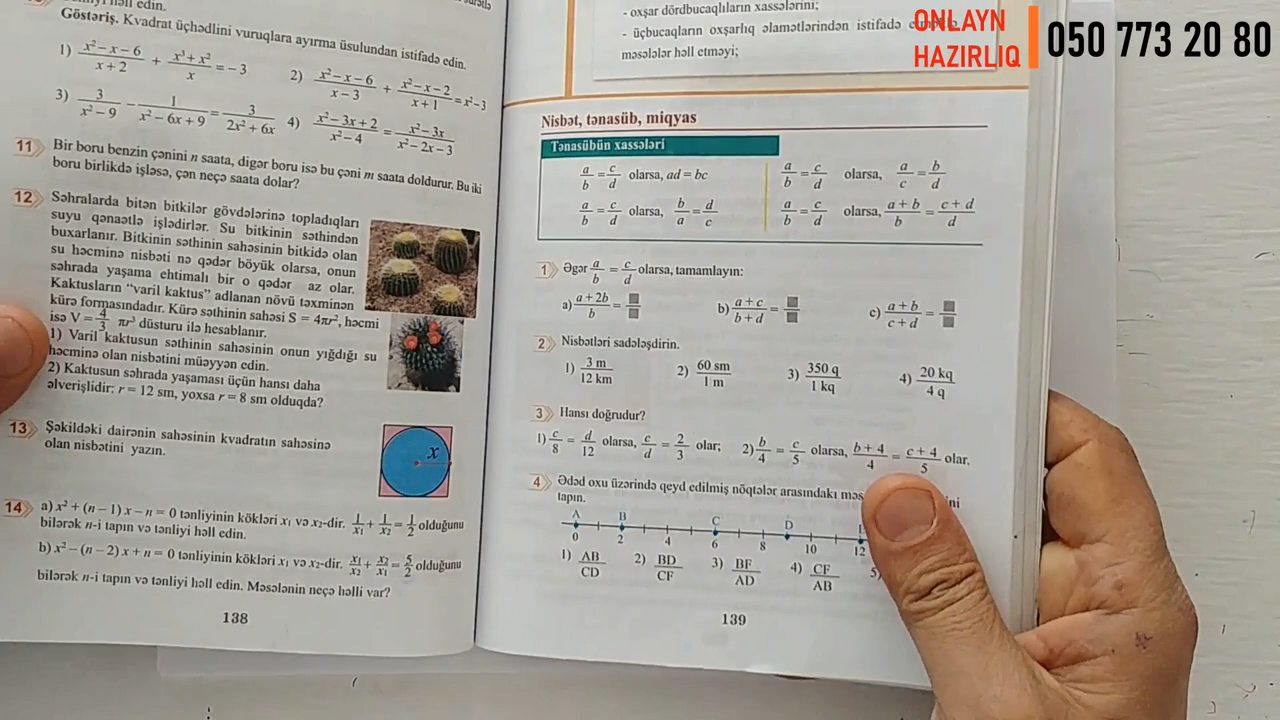 həll edin.
Göstəriş. Kvadrat üçhədlini vuruqlara ayırma üsulundan istifadə edin.
1) (x² – x – 6)/(x + 2) + (x³ + x²)/x = – 3
2) (x² – x – 6)/(x – 3) + (x² – x – 2)/(x + 1) = x² – 3
3) 3/(x² – 9) – 1/(x² – 6x + 9) = 3/(2x² + 6x)
4) (x² – 3x + 2)/(x² – 4) = (x² – 3x)/(x² – 2x – 3)
11 Bir boru benzin çənini n saata, digər boru isə bu çəni m saata doldurur. Bu iki
boru birlikdə işləsə, çən neçə saata dolar?
12 Səhralarda bitən bitkilər gövdələrinə topladıqları
suyu qənaətlə işlədirlər. Su bitkinin səthindən
buxarlanır. Bitkinin səthinin sahəsinin bitkidə olan
su həcminə nisbəti nə qədər böyük olarsa, onun
səhrada yaşama ehtimalı bir o qədər az olar.
Kaktusların “varil kaktus” adlanan növü təxminən
kürə formasındadır. Kürə səthinin sahəsi S = 4πr², həcmi
isə V = 4/3 πr³ düsturu ilə hesablanır.
1) Varil kaktusun səthinin sahəsinin onun yığdığı su
həcminə olan nisbətini müəyyən edin.
2) Kaktusun səhrada yaşaması üçün hansı daha
əlverişlidir: r = 12 sm, yoxsa r = 8 sm olduqda?
13 Şəkildəki dairənin sahəsinin kvadratın sahəsinə
olan nisbətini yazın.
x
14 a) x² + (n – 1) x – n = 0 tənliyinin kökləri x₁ və x₂-dir. 1/x₁ + 1/x₂ = 1/2 olduğunu
bilərək n-i tapın və tənliyi həll edin.
b) x² – (n – 2) x + n = 0 tənliyinin kökləri x₁ və x₂-dir. x₁/x₂ + x₂/x₁ = 5/2 olduğunu
bilərək n-i tapın və tənliyi həll edin. Məsələnin neçə həlli var?
138
- oxşar dördbucaqlıların xassələrini;
- üçbucaqların oxşarlıq əlamətlərindən istifadə
məsələlər həll etməyi;
ONLAYN
HAZIRLIQ
050 773 20 80
Nisbət, tənasüb, miqyas
Tənasübün xassələri
a/b = c/d olarsa, ad = bc
a/b = c/d olarsa, a/c = b/d
a/b = c/d olarsa, b/a = d/c
a/b = c/d olarsa, (a + b)/b = (c + d)/d
1 Əgər a/b = c/d olarsa, tamamlayın:
a) (a + 2b)/b = ■/■
b) (a + c)/(b + d) = ■/■
c) (a + b)/(c + d) = ■/■
2 Nisbətləri sadələşdirin.
1) 3 m/12 km
2) 60 sm/1 m
3) 350 q/1 kq
4) 20 kq/4 q
3 Hansı doğrudur?
1) c/8 = d/12 olarsa, c/d = 2/3 olar;
2) b/4 = c/5 olarsa, (b + 4)/4 = (c + 4)/5 olar.
4 Ədəd oxu üzərində qeyd edilmiş nöqtələr arasındakı
tapın.
A B C D
0 2 4 6 8 10 12
1) AB/CD
2) BD/CF
3) BF/AD
4) CF/AB
5)
139